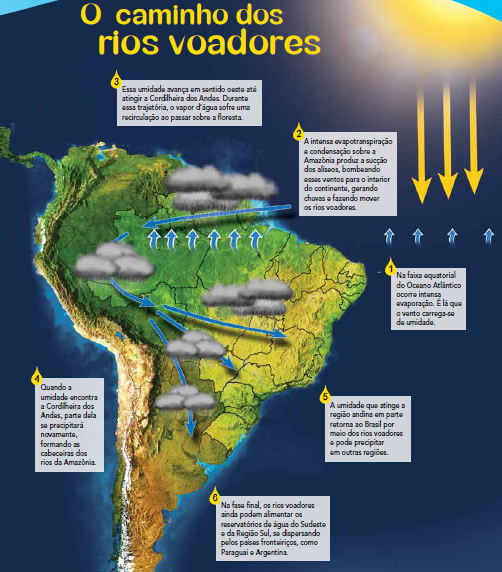 O caminho dos
rios voadores
3
Essa umidade avança em sentido oeste até
atingir a Cordilheira dos Andes. Durante
essa trajetória, o vapor d'água sofre uma
recirculação ao passar sobre a floresta.
2
A intensa evapotranspiração
e condensação sobre a
Amazônia produz a sucção
dos alíseos, bombeando
esses ventos para o interior
do continente, gerando
chuvas e fazendo mover
os rios voadores.
1
Na faixa equatorial
do Oceano Atlântico
ocorre intensa
evaporação. É lá que
o vento carrega-se
de umidade.
4
Quando a
umidade encontra
a Cordilheira dos
Andes, parte dela
se precipitará
novamente,
formando as
cabeceiras dos
rios da Amazônia.
5
A umidade que atinge a
região andina em parte
retorna ao Brasil por
meio dos rios voadores
e pode precipitar
em outras regiões.
6
Na fase final, os rios voadores
ainda podem alimentar os
reservatórios de água do Sudeste
e da Região Sul, se dispersando
pelos países fronteiriços, como
Paraguai e Argentina.